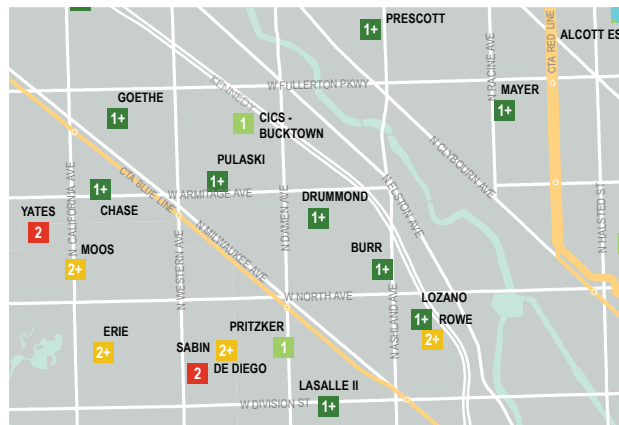 PRESCOTT
1+
ALCOTT ES
CTA RED LINE
N RACINE AVE
KENNEDY
W FULLERTON PKWY
MAYER
1+
GOETHE
1+
1
CICS -
BUCKTOWN
N CLYBOURN AVE
PULASKI
1+
CTA BLUE LINE
1+
CHASE
W ARMITAGE AVE
N ELSTON AVE
DRUMMOND
1+
N HALSTED ST
YATES
2
N CALIFORNIA AVE
MOOS
2+
N WESTERN AVE
N MILWAUKEE AVE
N DAMEN AVE
BURR
1+
W NORTH AVE
LOZANO
1+
ROWE
2+
N ASHLAND AVE
ERIE
2+
SABIN
2+
PRITZKER
1
2
DE DIEGO
LASALLE II
1+
W DIVISION ST